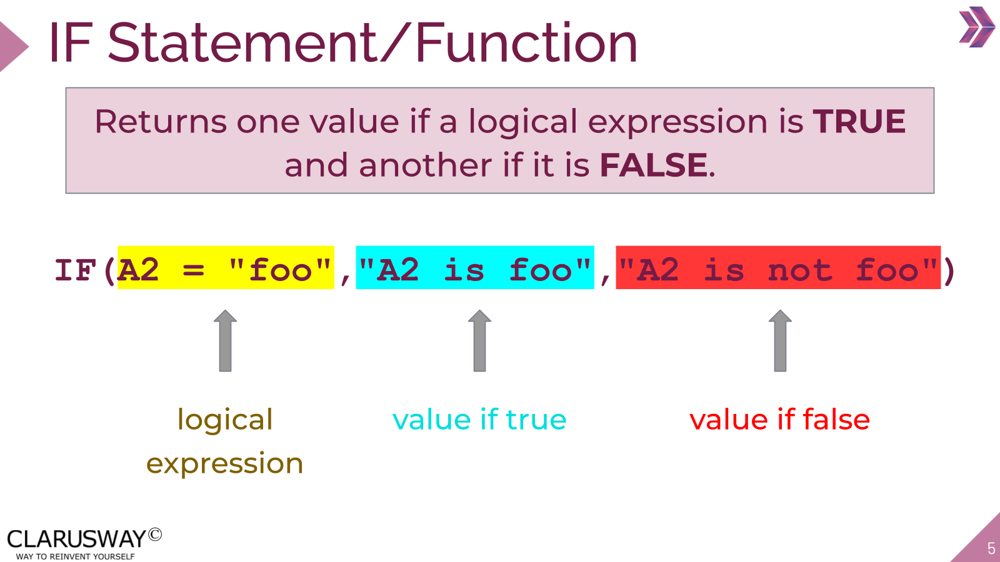 IF Statement/Function
Returns one value if a logical expression is TRUE
and another if it is FALSE.
IF(A2 = "foo","A2 is foo","A2 is not foo")
logical
expression
value if true
value if false
CLARUSWAY©
WAY TO REINVENT YOURSELF
5